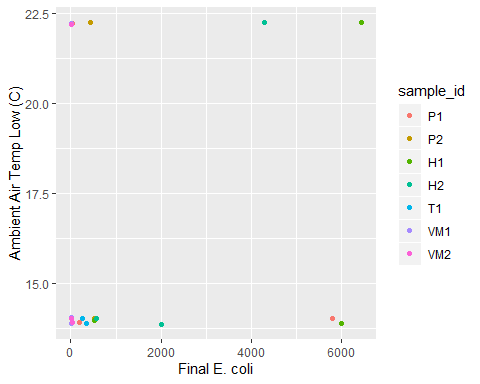 22.5
20.0
17.5
15.0
Ambient Air Temp Low (C)
0
2000
4000
6000
Final E. coli
sample_id
P1
P2
H1
H2
T1
VM1
VM2